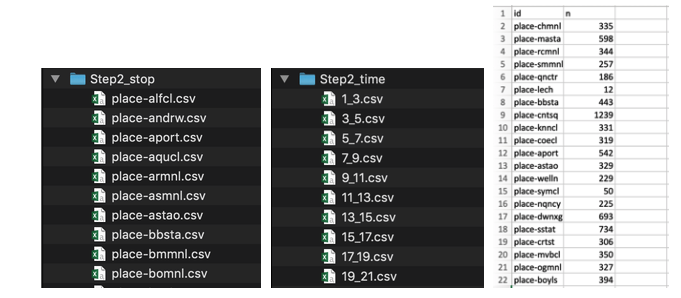 Step2_stop
place-alfcl.csv
place-andrw.csv
place-aport.csv
place-aqucl.csv
place-armnl.csv
place-asmnl.csv
place-astao.csv
place-bbsta.csv
place-bmmnl.csv
place-bomnl.csv
Step2_time
1_3.csv
3_5.csv
5_7.csv
7_9.csv
9_11.csv
11_13.csv
13_15.csv
15_17.csv
17_19.csv
19_21.csv
1 id n
2 place-chmnl 335
3 place-masta 598
4 place-rcmnl 344
5 place-smmnl 257
6 place-qnctr 186
7 place-lech 12
8 place-bbsta 443
9 place-cntsq 1239
10 place-knncl 331
11 place-coecl 319
12 place-aport 542
13 place-astao 329
14 place-welln 229
15 place-symcl 50
16 place-nqncy 225
17 place-dwnxg 693
18 place-sstat 734
19 place-crtst 306
20 place-mvbcl 350
21 place-ogmnl 327
22 place-boyls 394